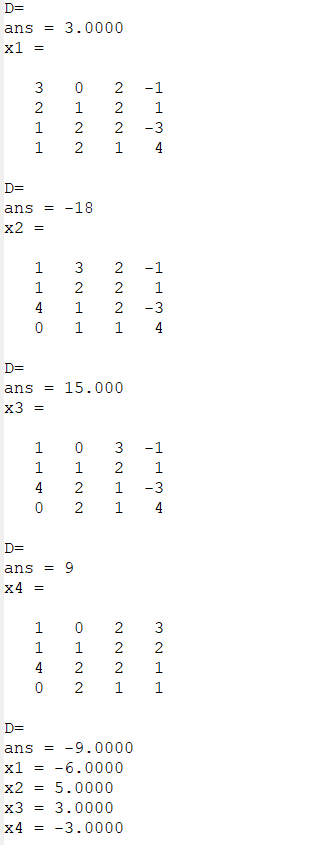 D=
ans = 3.0000
x1 =
3 0 2 -1
2 1 2 1
1 2 2 -3
1 2 1 4
D=
ans = -18
x2 =
1 3 2 -1
1 2 2 1
4 1 2 -3
0 1 1 4
D=
ans = 15.000
x3 =
1 0 3 -1
1 1 2 1
4 2 1 -3
0 2 1 4
D=
ans = 9
x4 =
1 0 2 3
1 1 2 2
4 2 2 1
0 2 1 1
D=
ans = -9.0000
x1 = -6.0000
x2 = 5.0000
x3 = 3.0000
x4 = -3.0000